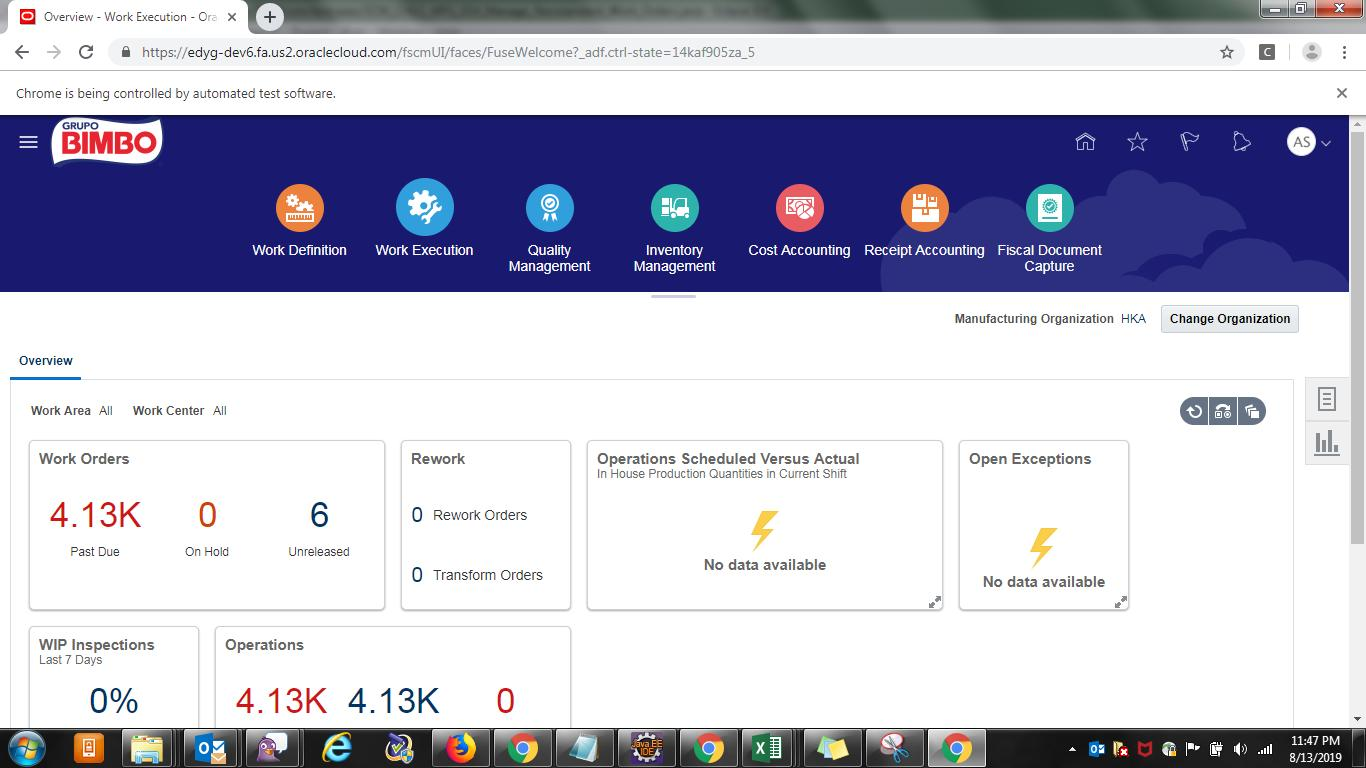 Overview - Work Execution - Ora
https://edyg-dev6.fa.us2.oraclecloud.com/fscmUI/faces/FuseWelcome?_adf.ctrl-state=14kaf905za_5
C
Chrome is being controlled by automated test software.
GRUPO
BIMBO
AS
Work Definition
Work Execution
Quality
Management
Inventory
Management
Cost Accounting
Receipt Accounting
Fiscal Document
Capture
Manufacturing Organization HKA Change Organization
Overview
Work Area All Work Center All
Work Orders
4.13K 0 6
Past Due On Hold Unreleased
Rework
0 Rework Orders
0 Transform Orders
Operations Scheduled Versus Actual
In House Production Quantities in Current Shift
No data available
Open Exceptions
No data available
WIP Inspections
Last 7 Days
0%
Operations
4.13K 4.13K 0
Java EE
IDE
11:47 PM
8/13/2019